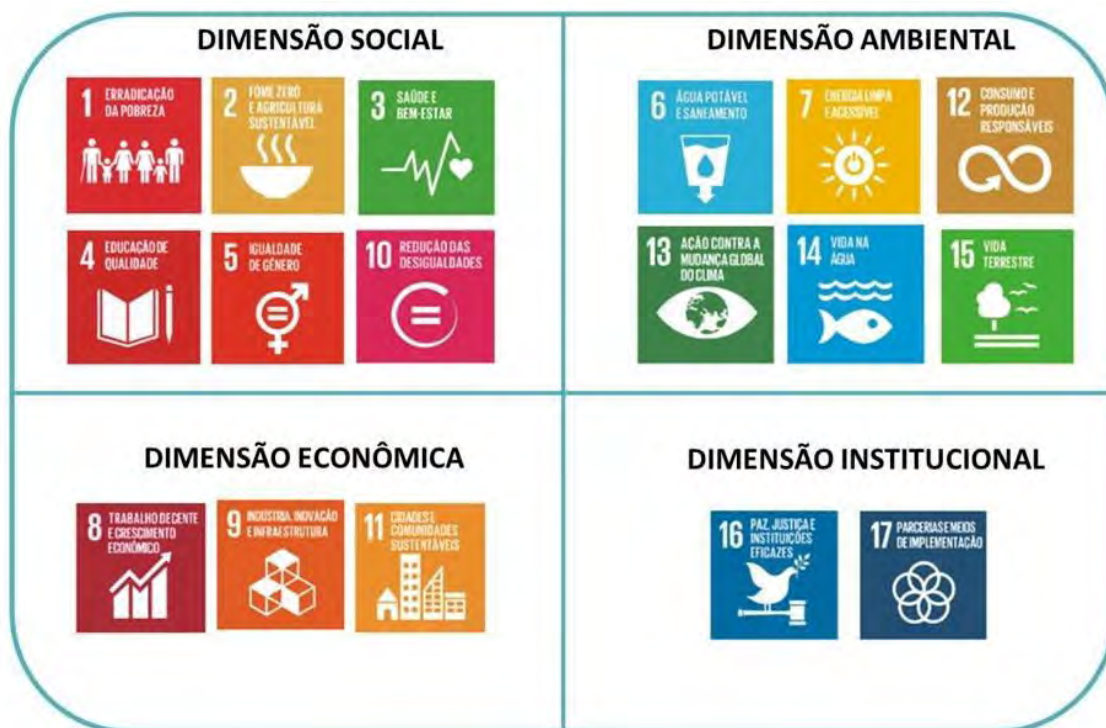 DIMENSÃO SOCIAL
1 ERRADICAÇÃO
DA POBREZA
2 FOME ZERO
E AGRICULTURA
SUSTENTÁVEL
3 SAÚDE E
BEM-ESTAR
4 EDUCAÇÃO DE
QUALIDADE
5 IGUALDADE
DE GÊNERO
10 REDUÇÃO DAS
DESIGUALDADES
DIMENSÃO AMBIENTAL
6 ÁGUA POTÁVEL
E SANEAMENTO
7 ENERGIA LIMPA
E ACESSÍVEL
12 CONSUMO E
PRODUÇÃO
RESPONSÁVEIS
13 AÇÃO CONTRA A
MUDANÇA GLOBAL
DO CLIMA
14 VIDA NA
ÁGUA
15 VIDA
TERRESTRE
DIMENSÃO ECONÔMICA
8 TRABALHO DECENTE
E CRESCIMENTO
ECONÔMICO
9 INDÚSTRIA, INOVAÇÃO
E INFRAESTRUTURA
11 CIDADES E
COMUNIDADES
SUSTENTÁVEIS
DIMENSÃO INSTITUCIONAL
16 PAZ, JUSTIÇA E
INSTITUIÇÕES
EFICAZES
17 PARCERIAS E MEIOS
DE IMPLEMENTAÇÃO